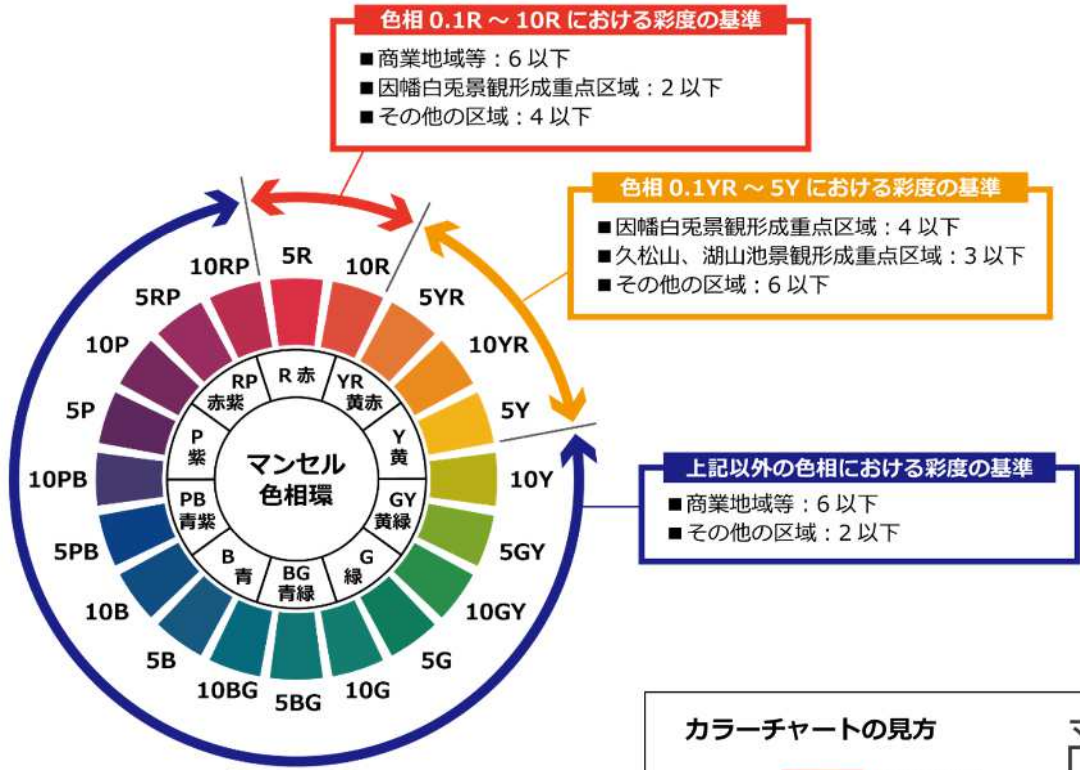 色相 0.1R ～ 10R における彩度の基準
■ 商業地域等：6 以下
■ 因幡白兎景観形成重点区域：2 以下
■ その他の区域：4 以下
色相 0.1YR ～ 5Y における彩度の基準
■ 因幡白兎景観形成重点区域：4 以下
■ 久松山、湖山池景観形成重点区域：3 以下
■ その他の区域：6 以下
上記以外の色相における彩度の基準
■ 商業地域等：6 以下
■ その他の区域：2 以下
5R
10R
5YR
10YR
5Y
10Y
5GY
10GY
5G
10G
5BG
10BG
5B
10B
5PB
10PB
5P
10P
5RP
10RP
R 赤
YR
黄赤
Y
黄
GY
黄緑
G
緑
BG
青緑
B
青
PB
青紫
P
紫
RP
赤紫
マンセル
色相環
カラーチャートの見方